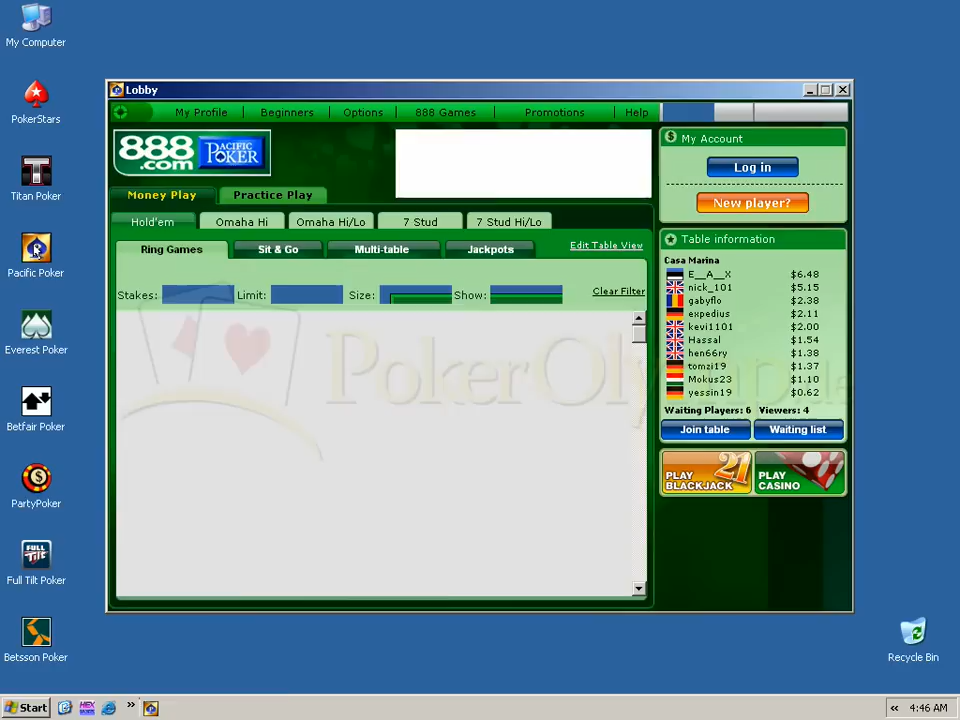 My Computer
PokerStars
Titan Poker
Pacific Poker
Everest Poker
Betfair Poker
PartyPoker
FULL TiLT
Full Tilt Poker
Betsson Poker
Recycle Bin
Lobby
My Profile
Beginners
Options
888 Games
Promotions
Help
888.com PACIFIC POKER
Money Play
Practice Play
Hold'em
Omaha Hi
Omaha Hi/Lo
7 Stud
7 Stud Hi/Lo
Ring Games
Sit & Go
Multi-table
Jackpots
Edit Table View
Stakes:
Limit:
Size:
Show:
Clear Filter
My Account
Log in
New player?
Table information
Casa Marina
E__A__X $6.48
nick_101 $5.15
gabyflo $2.38
expedius $2.11
kevi1101 $2.00
Hassal $1.54
hen66ry $1.38
tomzi19 $1.37
Mokus23 $1.10
yessin19 $0.62
Waiting Players: 6 Viewers: 4
Join table
Waiting list
PLAY BLACKJACK 21
PLAY CASINO
Start
HEX
4:46 AM